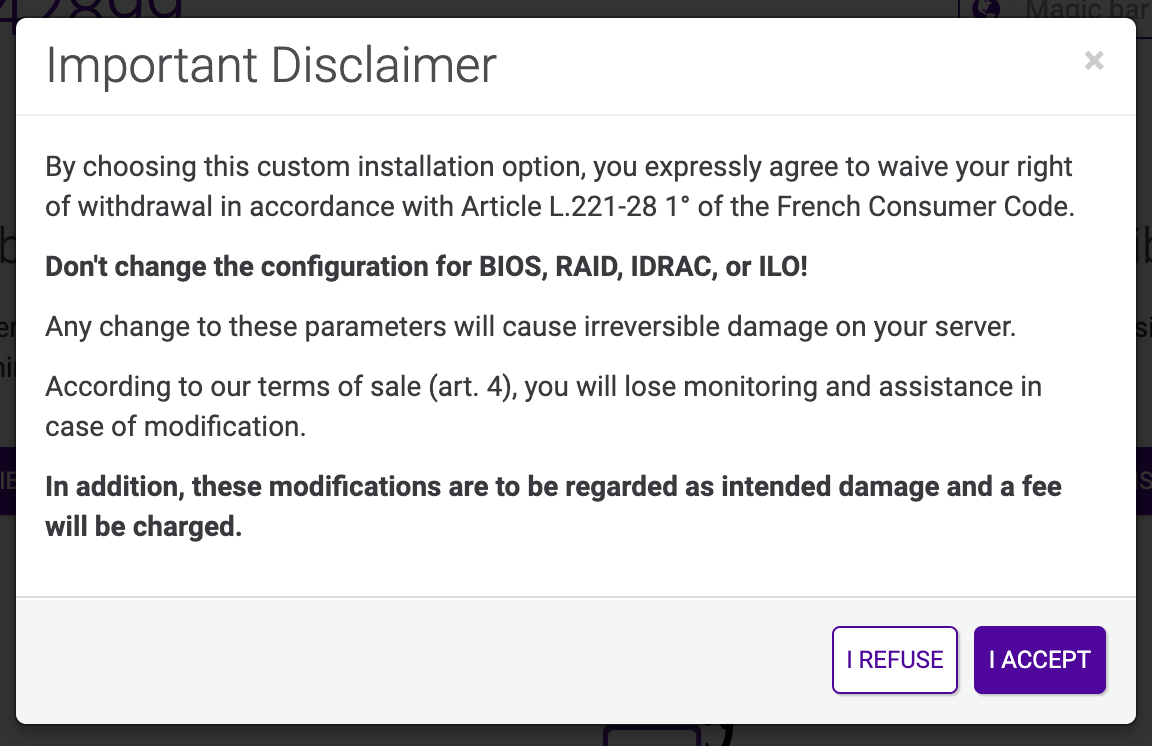 Magic bar
Important Disclaimer
×
By choosing this custom installation option, you expressly agree to waive your right
of withdrawal in accordance with Article L.221-28 1° of the French Consumer Code.
Don't change the configuration for BIOS, RAID, IDRAC, or ILO!
Any change to these parameters will cause irreversible damage on your server.
According to our terms of sale (art. 4), you will lose monitoring and assistance in
case of modification.
In addition, these modifications are to be regarded as intended damage and a fee
will be charged.
I REFUSE
I ACCEPT